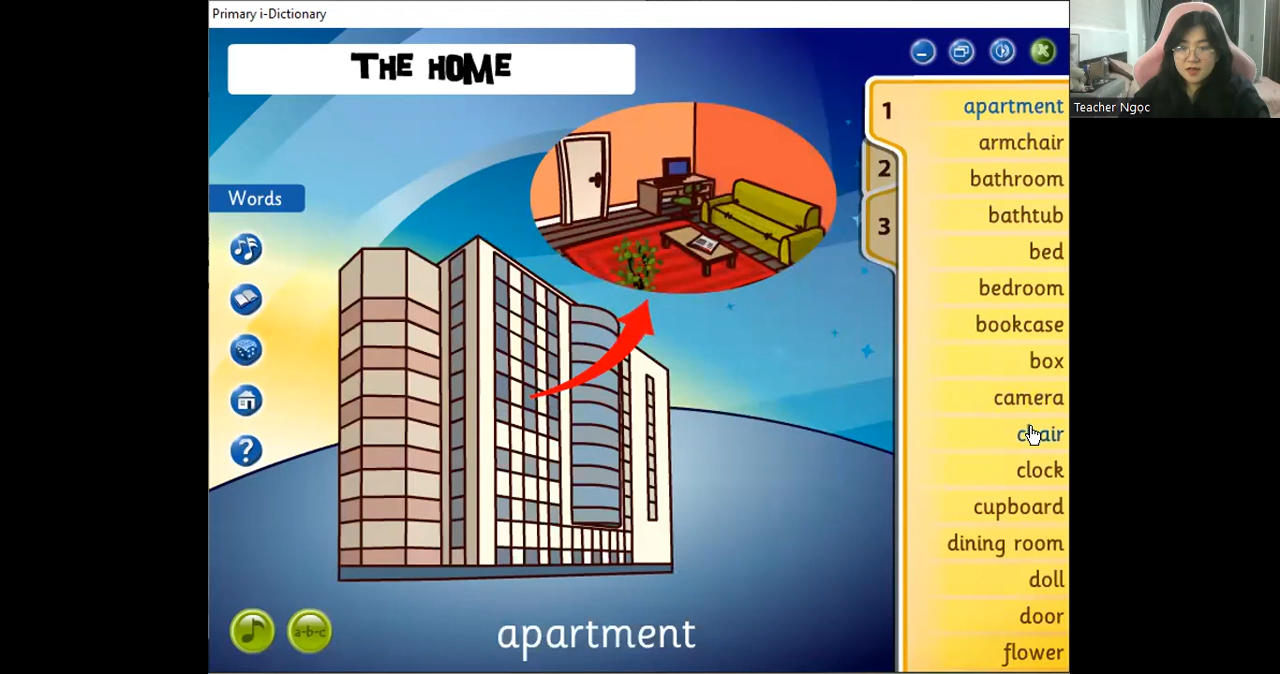 Primary i-Dictionary
THE HOME
Teacher Ngọc
Words
1
2
3
apartment
armchair
bathroom
bathtub
bed
bedroom
bookcase
box
camera
chair
clock
cupboard
dining room
doll
door
flower
?
a-b-c
apartment